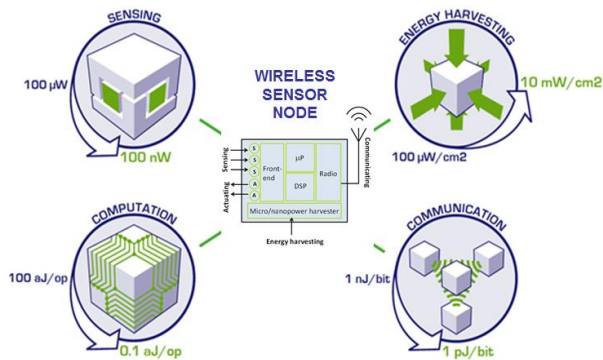 SENSING
100 µW
100 nW
ENERGY HARVESTING
10 mW/cm2
100 µW/cm2
WIRELESS
SENSOR
NODE
Sensing
Actuating
S
S
S
A
A
Front-
end
µP
DSP
Radio
Micro/nanopower harvester
Communicating
Energy harvesting
COMPUTATION
100 aJ/op
0.1 aJ/op
COMMUNICATION
1 nJ/bit
1 pJ/bit